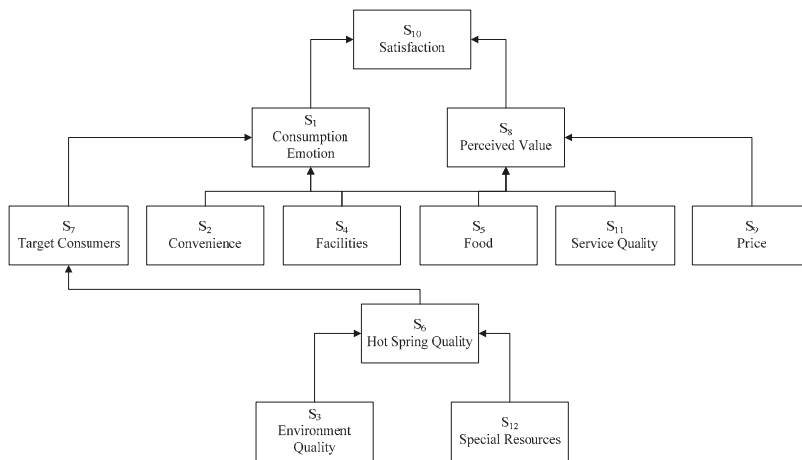 S10
Satisfaction
S1
Consumption
Emotion
S8
Perceived Value
S7
Target Consumers
S2
Convenience
S4
Facilities
S5
Food
S11
Service Quality
S9
Price
S6
Hot Spring Quality
S3
Environment
Quality
S12
Special Resources